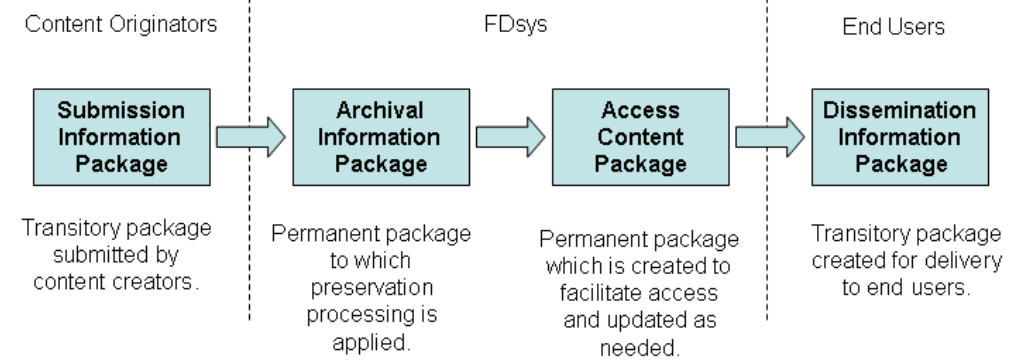 Content Originators
FDsys
End Users
Submission
Information
Package
Archival
Information
Package
Access
Content
Package
Dissemination
Information
Package
Transitory package
submitted by
content creators.
Permanent package
to which
preservation
processing is
applied.
Permanent package
which is created to
facilitate access
and updated as
needed.
Transitory package
created for delivery
to end users.